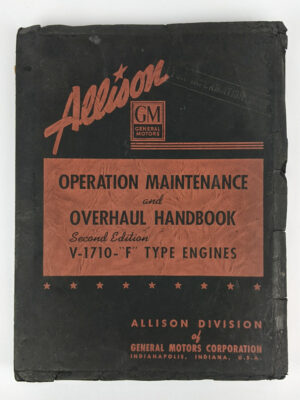 Allison
GM
GENERAL
MOTORS
OPERATION MAINTENANCE
and
OVERHAUL HANDBOOK
Second Edition
V-1710-"F" TYPE ENGINES
ALLISON DIVISION
of
GENERAL MOTORS CORPORATION
INDIANAPOLIS, INDIANA, U.S.A.